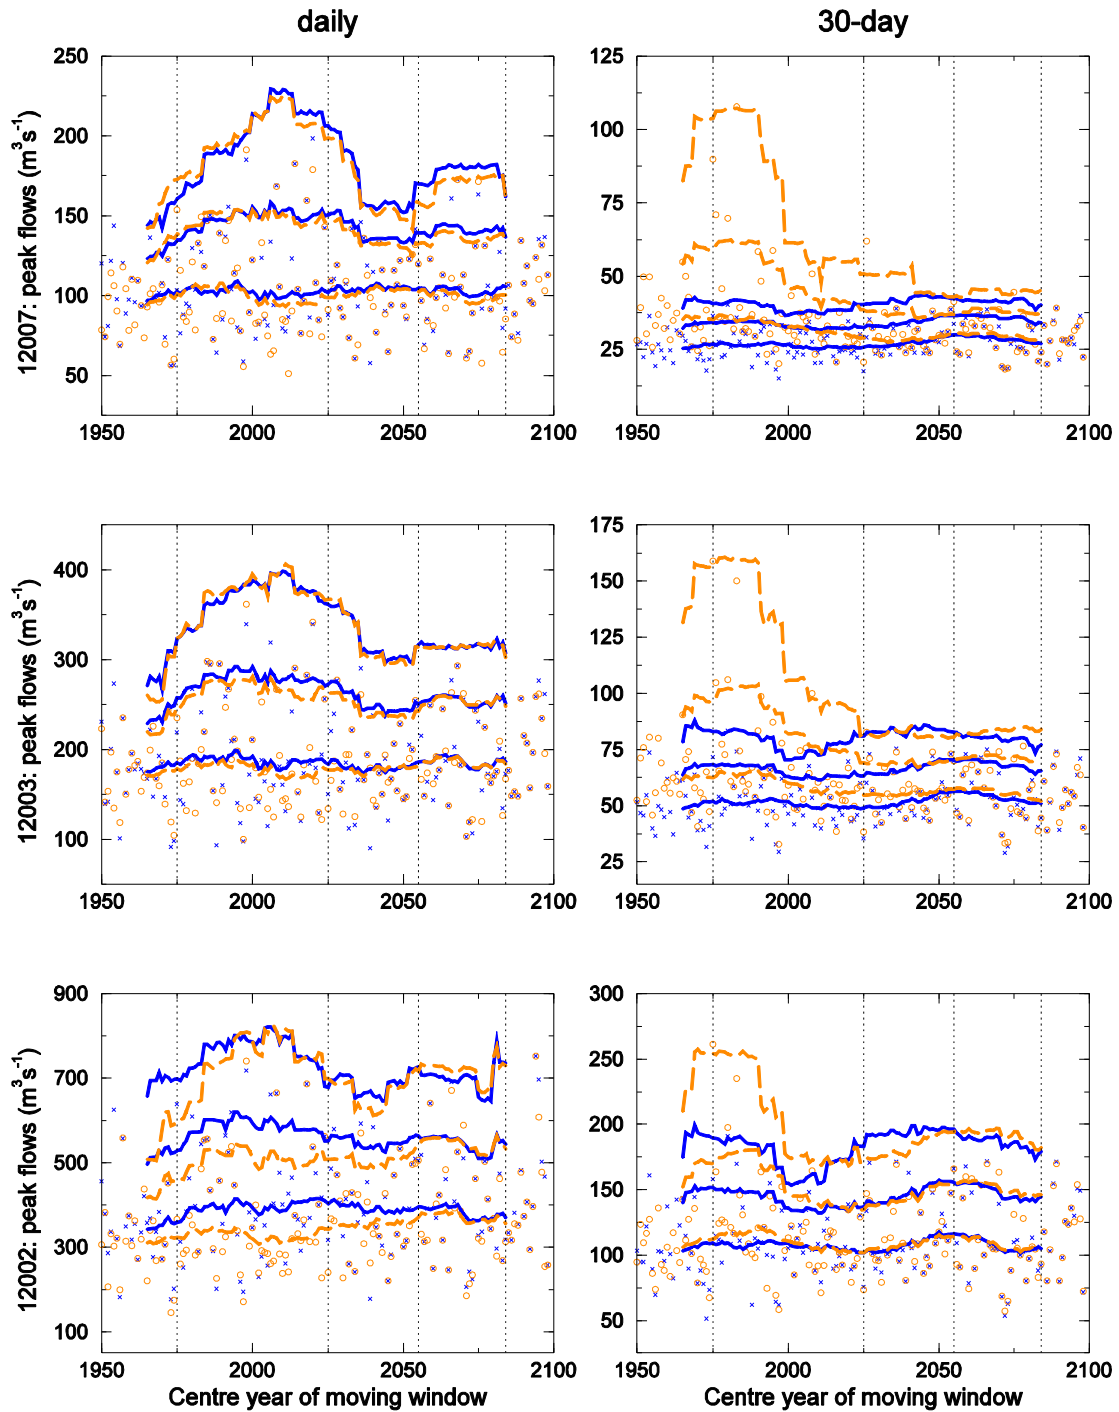 daily 30-day
250
200
150
100
50
12007: peak flows (m³s⁻¹)
1950 2000 2050 2100
125
100
75
50
25
1950 2000 2050 2100
400
300
200
100
12003: peak flows (m³s⁻¹)
1950 2000 2050 2100
175
150
125
100
75
50
25
1950 2000 2050 2100
900
700
500
300
100
12002: peak flows (m³s⁻¹)
1950 2000 2050 2100
Centre year of moving window
300
250
200
150
100
50
1950 2000 2050 2100
Centre year of moving window